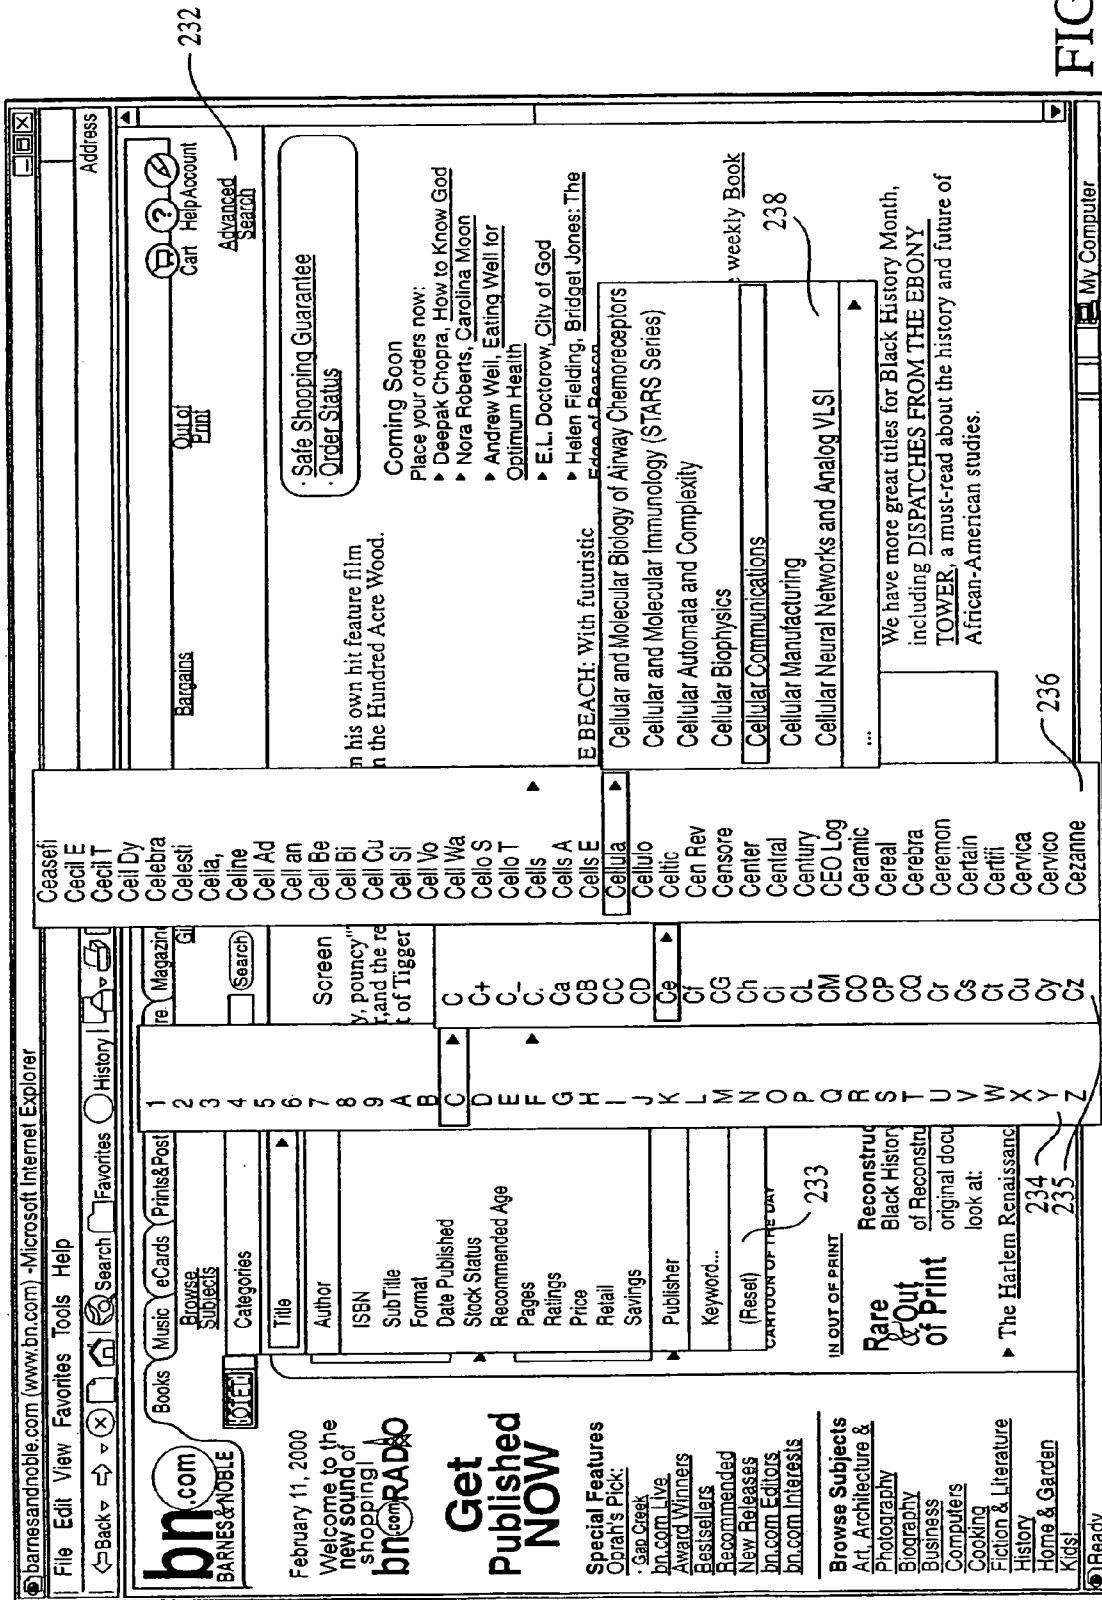 barnesandnoble.com (www.bn.com) -Microsoft Internet Explorer
File Edit View Favorites Tools Help
Back
Search
Favorites
History
Address
bn.com
BARNES&NOBLE
Books
Music
eCards
Prints&Post
re.
Magazine
Cart
Help
Account
Browse
Subjects
Bargains
Out of
Print
Search
Advanced
Search
232
February 11, 2000
Welcome to the
new sound of
shopping!
bn.com RADIO
Get
Published
NOW
Special Features
Oprah's Pick:
· Gap Creek
bn.com Live
Award Winners
Bestsellers
Recommended
New Releases
bn.com Editors
bn.com Interests
Browse Subjects
Art, Architecture &
Photography
Biography
Business
Computers
Cooking
Fiction & Literature
History
Home & Garden
Kids!
Ready
Categories
Title
Author
ISBN
SubTitle
Format
Date Published
Stock Status
Recommended Age
Pages
Ratings
Price
Retail
Savings
Publisher
Keyword...
(Reset)
CARTOON OF THE DAY
233
IN OUT OF PRINT
Rare
& Out
of Print
Reconstruc
Black History
of Reconstru
original docu
look at:
The Harlem Renaissanc
234
235
1
2
3
4
5
6
7
8
9
A
B
C
D
E
F
G
H
I
J
K
L
M
N
O
P
Q
R
S
T
U
V
W
X
Y
Z
Screen
y, pouncy"
r,and the re
t of Tigger
C
C+
C_
C.
Ca
CB
CC
CD
Ce
Cf
CG
Ch
Ci
CL
CM
CO
CP
CQ
Cr
Cs
Ct
Cu
Cy
Cz
Ceasefi
Cecil E
Cecil T
Cell Dy
Celebra
Celesti
Celia,
Celine
Cell Ad
Cell an
Cell Be
Cell Bi
Cell Cu
Cell Si
Cell Vo
Cell Wa
Cello S
Cello T
Cells
Cells A
Cells E
Cellula
Cellulo
Celtic
Cen Rev
Censore
Center
Central
Century
CEO Log
Ceramic
Cereal
Cerebra
Ceremon
Certain
Certifi
Cervica
Cervico
Cezanne
236
n his own hit feature film
n the Hundred Acre Wood.
· Safe Shopping Guarantee
· Order Status
Coming Soon
Place your orders now:
Deepak Chopra, How to Know God
Nora Roberts, Carolina Moon
Andrew Weil, Eating Well for
Optimum Health
E.L. Doctorow, City of God
Helen Fielding, Bridget Jones: The
Edge of Reason
E BEACH: With futuristic
weekly Book
Cellular and Molecular Biology of Airway Chemoreceptors
Cellular and Molecular Immunology (STARS Series)
Cellular Automata and Complexity
Cellular Biophysics
Cellular Communications
Cellular Manufacturing
Cellular Neural Networks and Analog VLSI
...
238
We have more great titles for Black History Month,
including DISPATCHES FROM THE EBONY
TOWER, a must-read about the history and future of
African-American studies.
My Computer
FIG